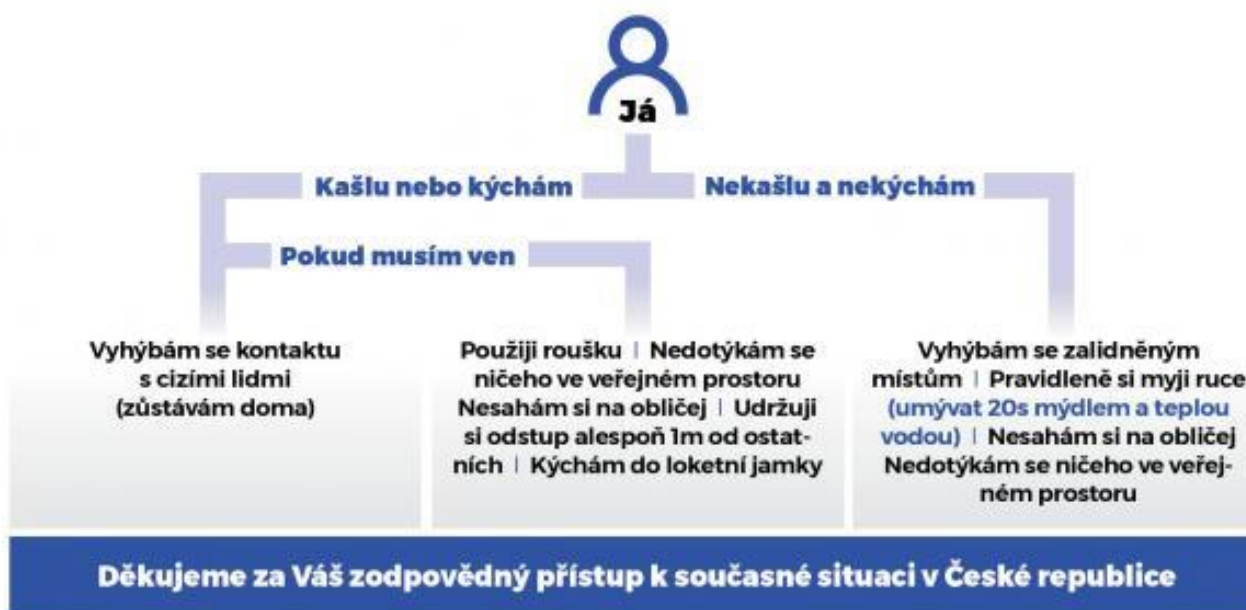 Já
Kašlu nebo kýchám
Nekašlu a nekýchám
Pokud musím ven
Vyhýbám se kontaktu
s cizími lidmi
(zůstávám doma)
Použiji roušku | Nedotýkám se
ničeho ve veřejném prostoru
Nesahám si na obličej | Udržuji
si odstup alespoň 1m od ostat-
ních | Kýchám do loketní jamky
Vyhýbám se zalidněným
místům | Pravidleně si myji ruce
(umývat 20s mýdlem a teplou
vodou) | Nesahám si na obličej
Nedotýkám se ničeho ve veřej-
ném prostoru
Děkujeme za Váš zodpovědný přístup k současné situaci v České republice